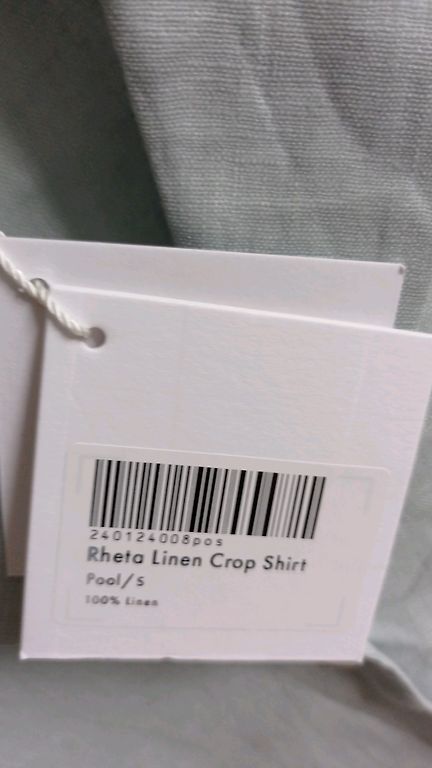 240124008pos
Rheta Linen Crop Shirt
Pool/S
100% Linen